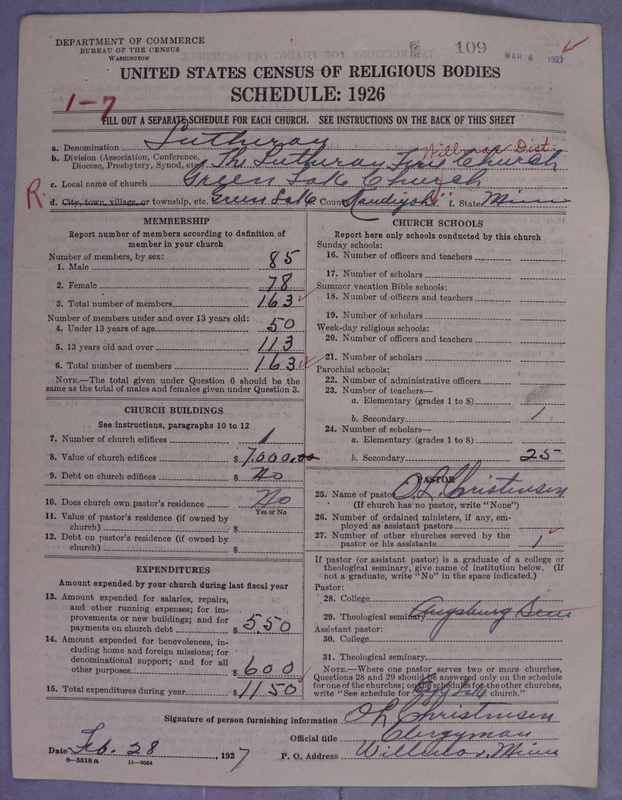 DEPARTMENT OF COMMERCE
BUREAU OF THE CENSUS
WASHINGTON
109
MAR 4 1927
UNITED STATES CENSUS OF RELIGIOUS BODIES
SCHEDULE: 1926
1-7
FILL OUT A SEPARATE SCHEDULE FOR EACH CHURCH. SEE INSTRUCTIONS ON THE BACK OF THIS SHEET
a. Denomination Lutheran
Willmar Dist.
b. Division (Association, Conference, Diocese, Presbytery, Synod, etc.) The Lutheran Free Church
c. Local name of church Green Lake Church
R.
d. City, town, village, or township, etc. Green Lake County Kandiyohi f. State Minn
MEMBERSHIP
Report number of members according to definition of
member in your church
Number of members, by sex:
1. Male 85
2. Female 78
3. Total number of members 163
Number of members under and over 13 years old:
4. Under 13 years of age 50
5. 13 years old and over 113
6. Total number of members 163
NOTE.—The total given under Question 6 should be
same as the total of males and females given under Question 3.
CHURCH BUILDINGS
See instructions, paragraphs 10 to 12
7. Number of church edifices 1
8. Value of church edifices $ 7,000.00
9. Debt on church edifices $ No
10. Does church own pastor's residence No
Yes or No
11. Value of pastor's residence (if owned by
church) $
12. Debt on pastor's residence (if owned by
church) $
EXPENDITURES
Amount expended by your church during last fiscal year
13. Amount expended for salaries, repairs,
and other running expenses; for im-
provements or new buildings; and for
payments on church debt $ 550
14. Amount expended for benevolences, in-
cluding home and foreign missions; for
denominational support; and for all
other purposes $ 600
15. Total expenditures during year $ 1150
CHURCH SCHOOLS
Report here only schools conducted by this church
Sunday schools:
16. Number of officers and teachers
17. Number of scholars
Summer vacation Bible schools:
18. Number of officers and teachers
19. Number of scholars
Week-day religious schools:
20. Number of officers and teachers
21. Number of scholars
Parochial schools:
22. Number of administrative officers
23. Number of teachers—
a. Elementary (grades 1 to 8)
b. Secondary 1
24. Number of scholars—
a. Elementary (grades 1 to 8)
b. Secondary 25
PASTOR
25. Name of pastor O L Christensen
(If church has no pastor, write "None")
26. Number of ordained ministers, if any, em-
ployed as assistant pastors
27. Number of other churches served by the
pastor or his assistants 1
If pastor (or assistant pastor) is a graduate of a college or
theological seminary, give name of institution below. (If
not a graduate, write "No" in the space indicated.)
Pastor:
28. College
29. Theological seminary Augsburg Sem
Assistant pastor:
30. College
31. Theological seminary
NOTE.—Where one pastor serves two or more churches,
Questions 28 and 29 should be answered only on the schedule
for one of the churches; on the schedules for the other churches,
write "See schedule for Lake church."
Signature of person furnishing information O L Christensen
Official title Clergyman
Date Feb. 28, 1927 P. O. Address Willmar, Minn
8-5518 a 11-9084